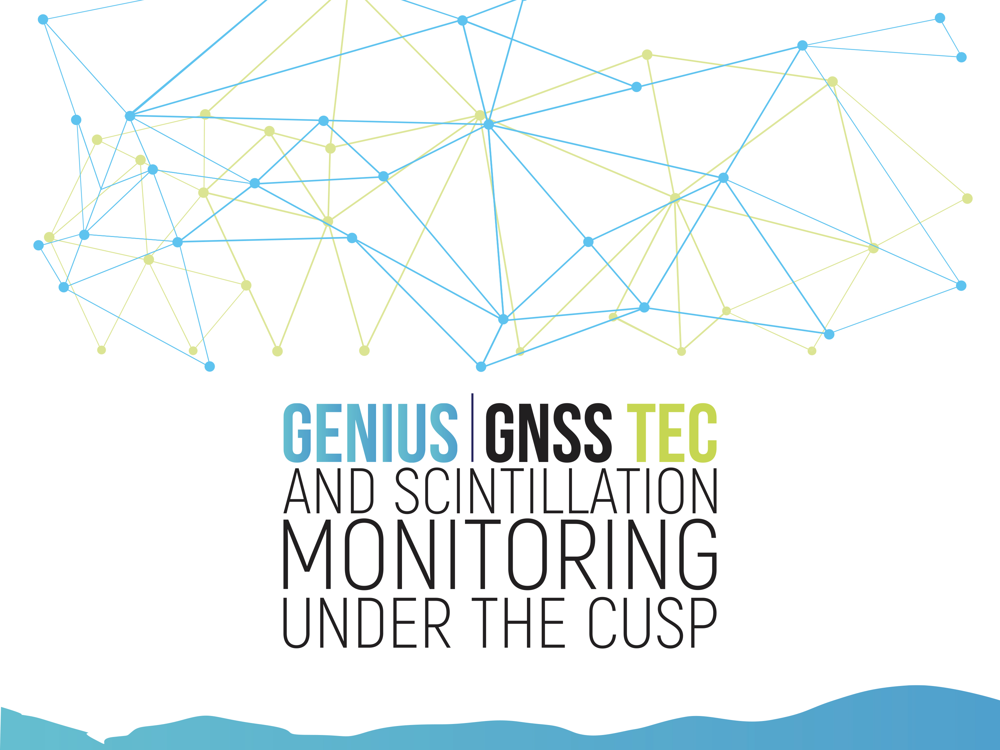 GENIUS | GNSS TEC
AND SCINTILLATION
MONITORING
UNDER THE CUSP